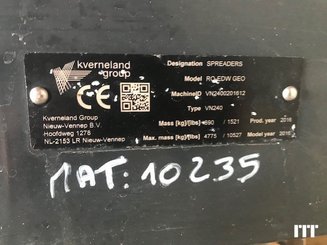 kverneland
group
CE
Kverneland Group
Nieuw-Vennep B.V.
Hoofdweg 1278
NL-2153 LR Nieuw-Vennep
Designation SPREADERS
Model RO-EDW GEO
MachineID VN2400201612
Type VN240
Mass [kg]/[lbs] 690 / 1521 Prod. year 2016
Max. mass [kg]/[lbs] 4775 / 10527 Model year 2016
MAT: 10235